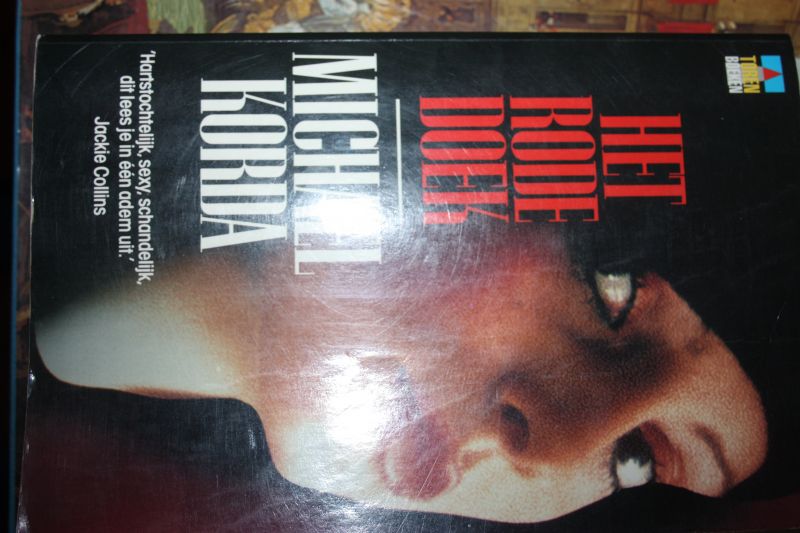 TOREN
BOEKEN
HET
RODE
DOEK
MICHAEL
KORDA
'Hartstochtelijk, sexy, schandelijk,
dit lees je in één adem uit.'
Jackie Collins